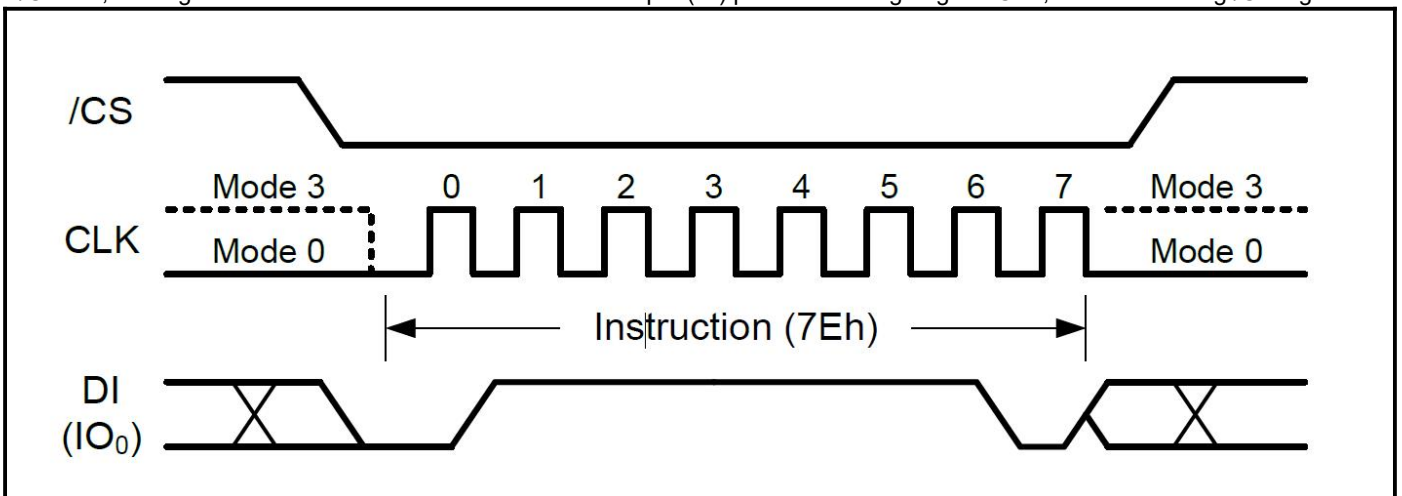 /CS
Mode 3 0 1 2 3 4 5 6 7 Mode 3
CLK
Mode 0 Mode 0
Instruction (7Eh)
DI
(IO₀)